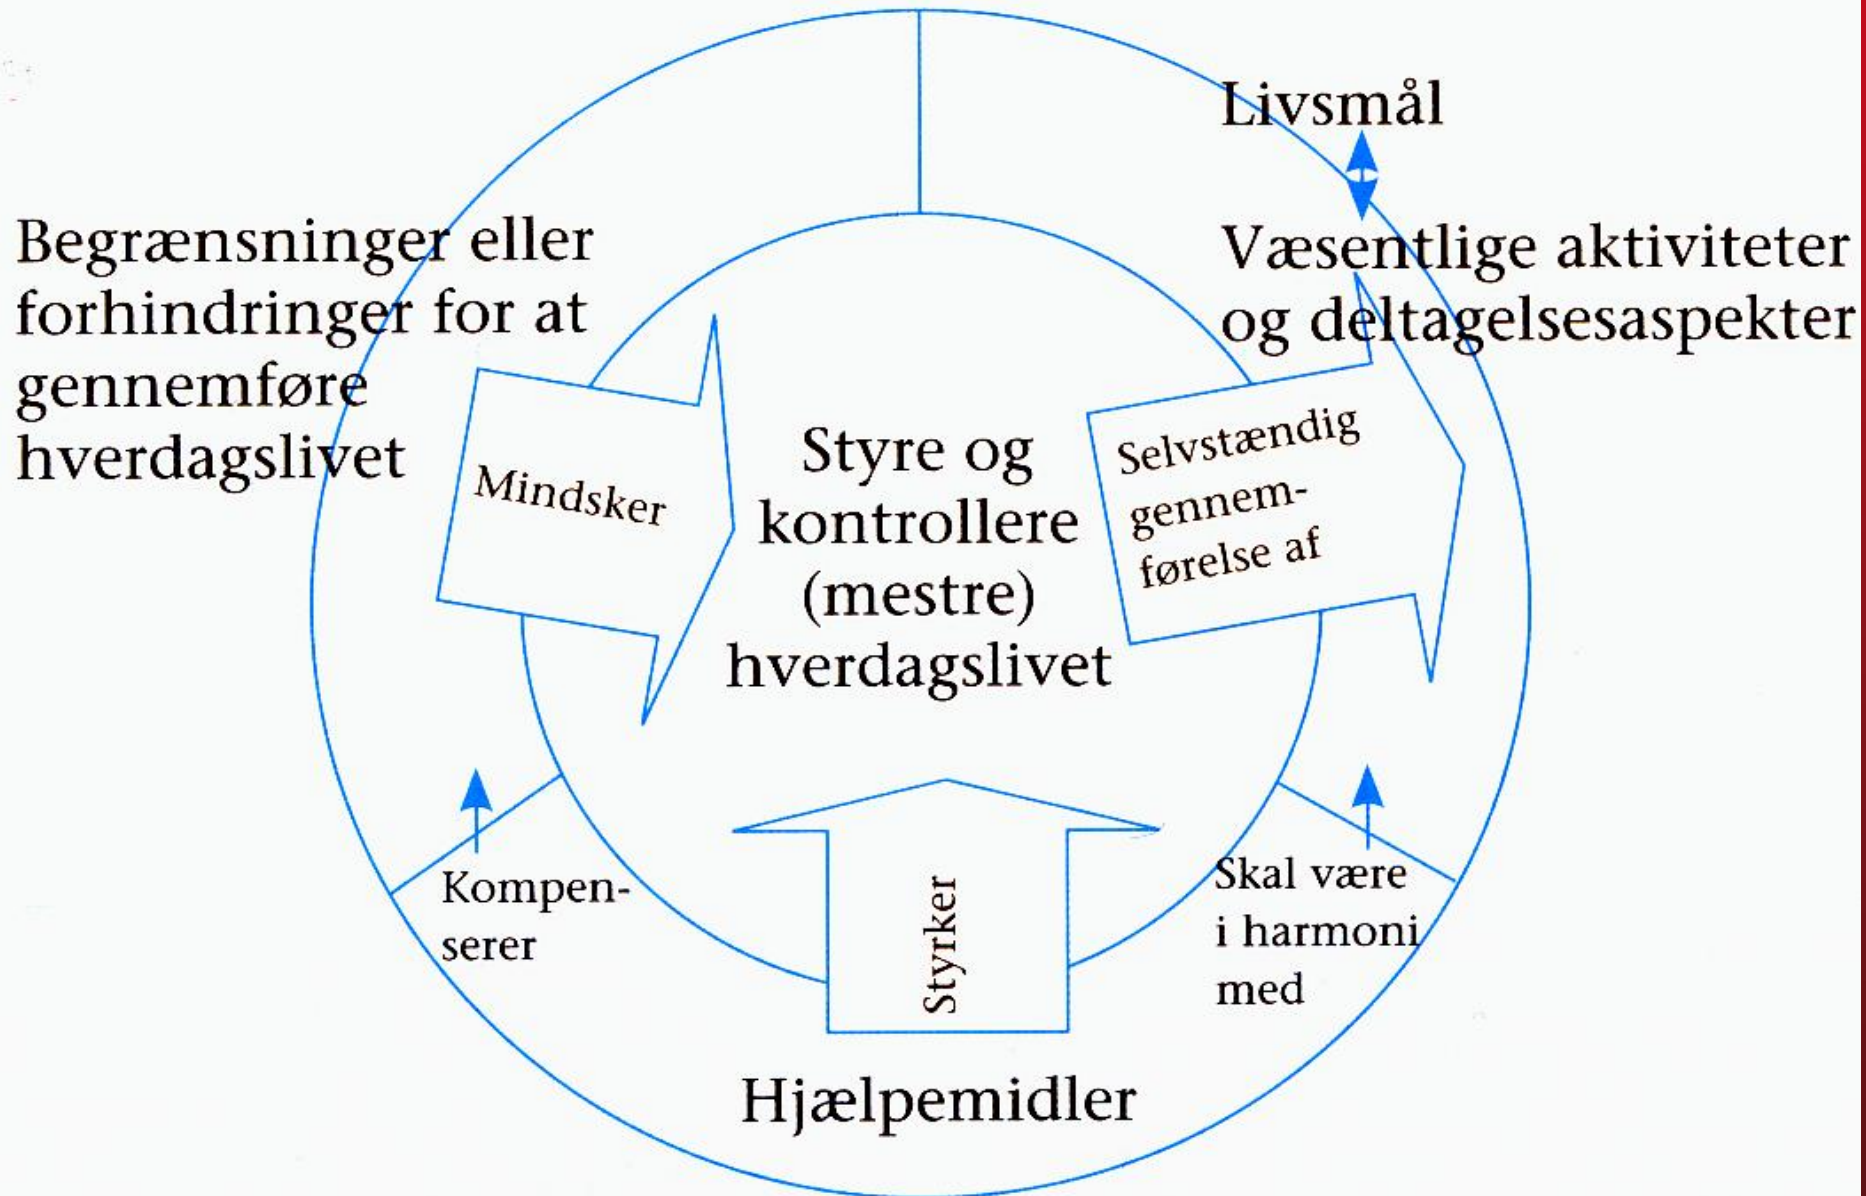 Livsmål
Begrænsninger eller
forhindringer for at
gennemføre
hverdagslivet
Væsentlige aktiviteter
og deltagelsesaspekter
Mindsker
Styre og
kontrollere
(mestre)
hverdagslivet
Selvstændig
gennem-
førelse af
Kompen-
serer
Styrker
Skal være
i harmoni
med
Hjælpemidler